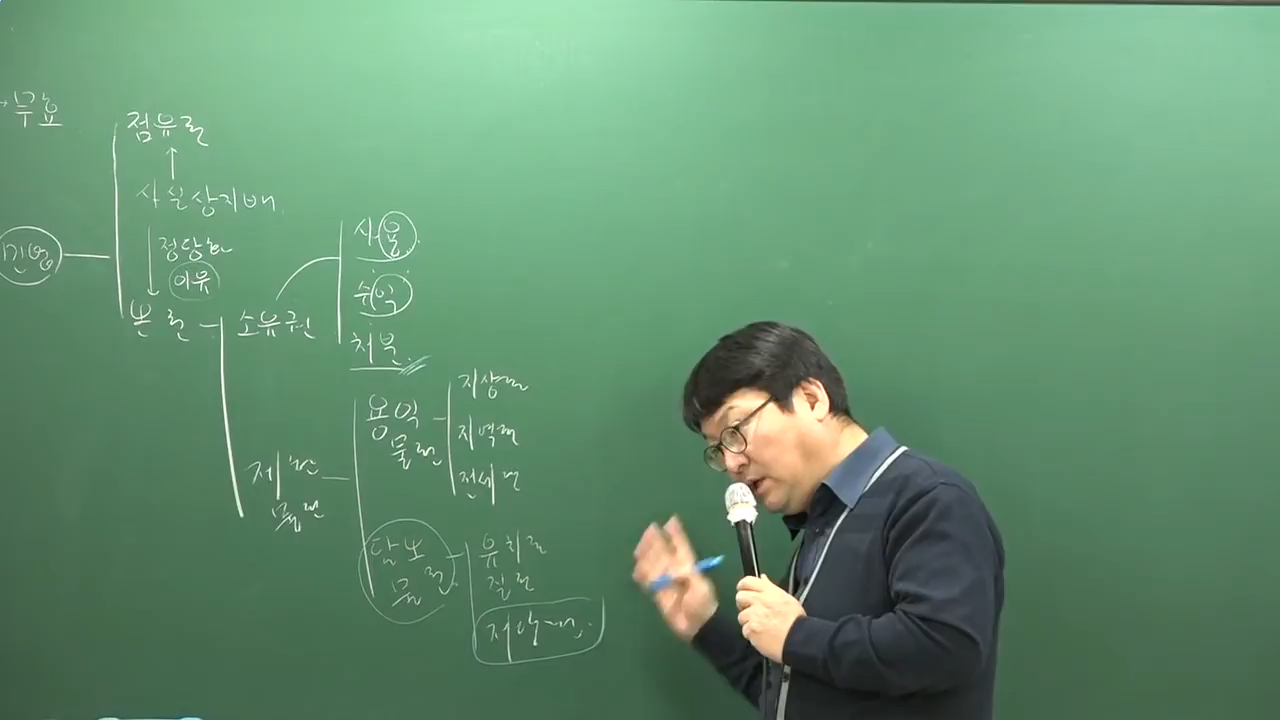 →무효
점유권
↑
사실상지배
민법
정당한
이유
본권
소유권
사용
수익
처분
용익
물권
지상권
지역권
전세권
제한
물권
담보
물권
유치권
질권
저당권